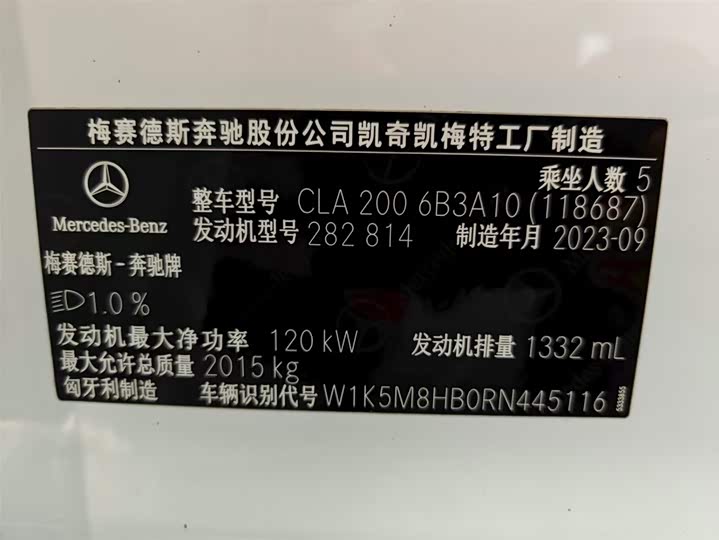 梅赛德斯奔驰股份公司凯奇凯梅特工厂制造
乘坐人数 5
Mercedes-Benz
整车型号 CLA 200 6B3A10 (118687)
发动机型号 282 814 制造年月 2023-09
梅赛德斯-奔驰牌
1.0 %
发动机最大净功率 120 kW 发动机排量 1332 mL
最大允许总质量 2015 kg
匈牙利制造 车辆识别代号 W1K5M8HB0RN445116